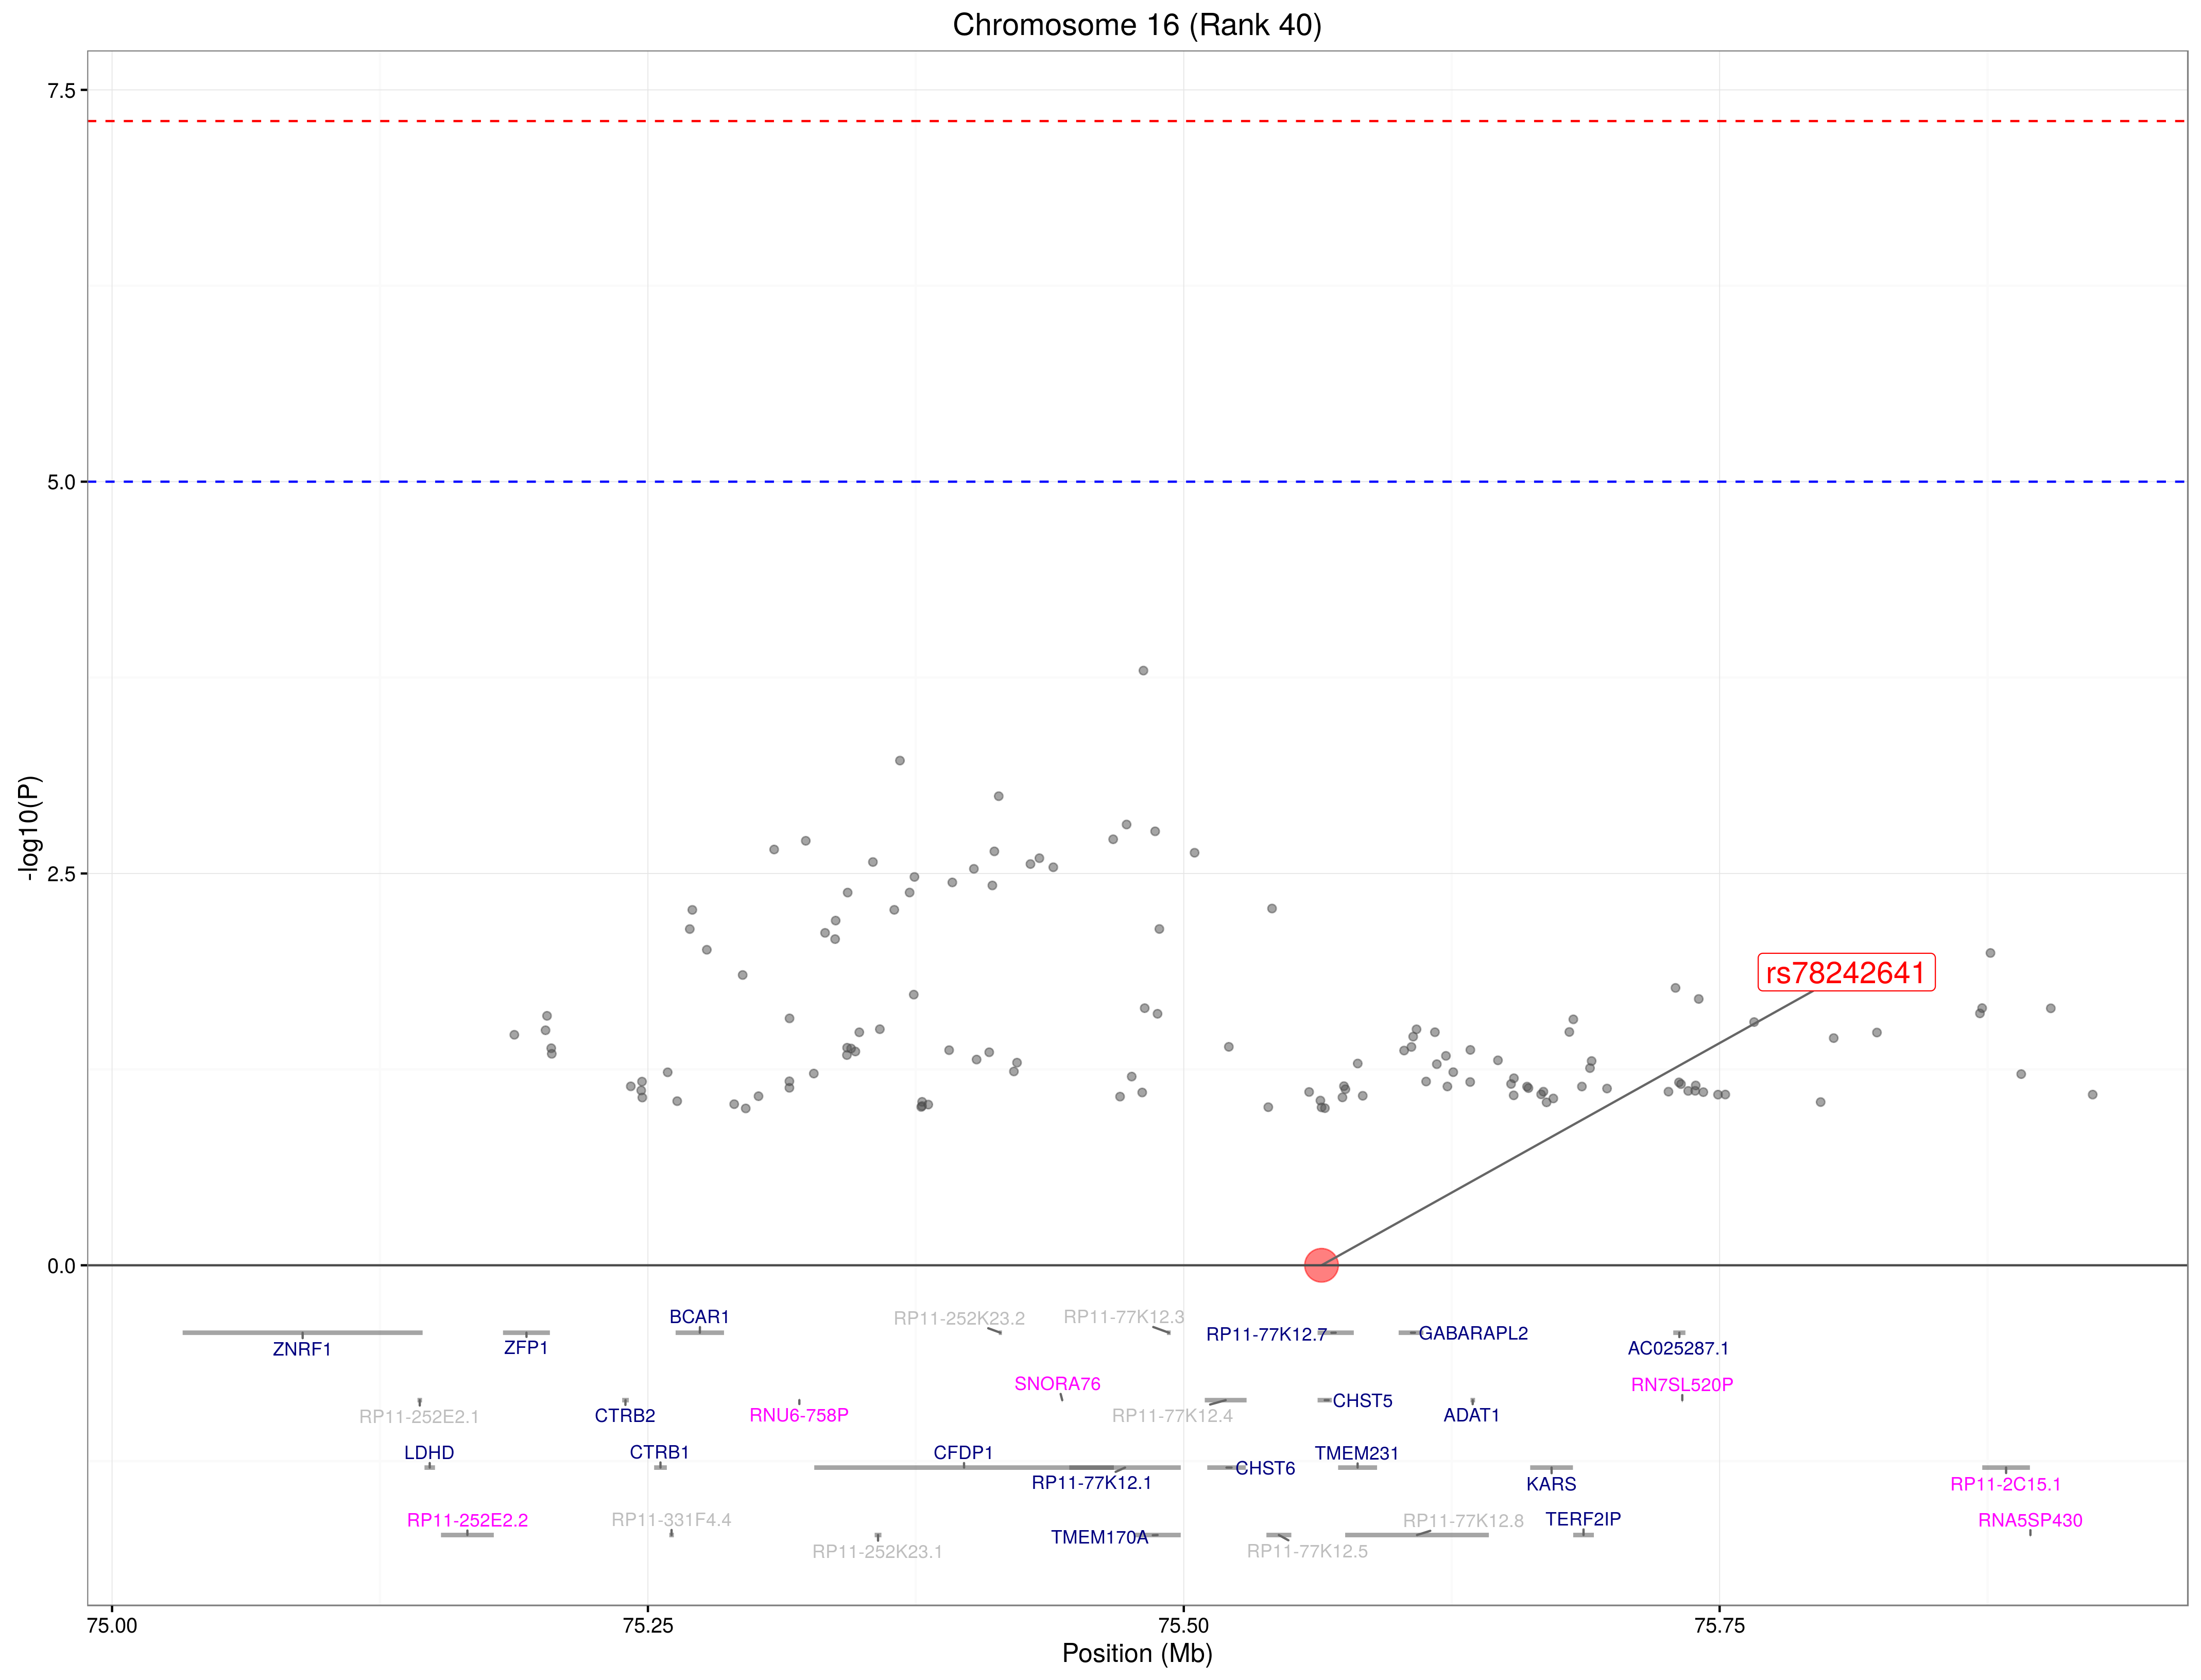 Chromosome 16 (Rank 40)
7.5
5.0
2.5
0.0
-log10(P)
rs78242641
BCAR1
RP11-252K23.2
RP11-77K12.3
RP11-77K12.7
GABARAPL2
ZNRF1
ZFP1
AC025287.1
SNORA76
RN7SL520P
RP11-252E2.1
CTRB2
RNU6-758P
RP11-77K12.4
CHST5
ADAT1
LDHD
CTRB1
CFDP1
TMEM231
RP11-77K12.1
CHST6
KARS
RP11-2C15.1
RP11-252E2.2
RP11-331F4.4
RP11-77K12.8
TERF2IP
RNA5SP430
RP11-252K23.1
TMEM170A
RP11-77K12.5
75.00
75.25
75.50
75.75
Position (Mb)